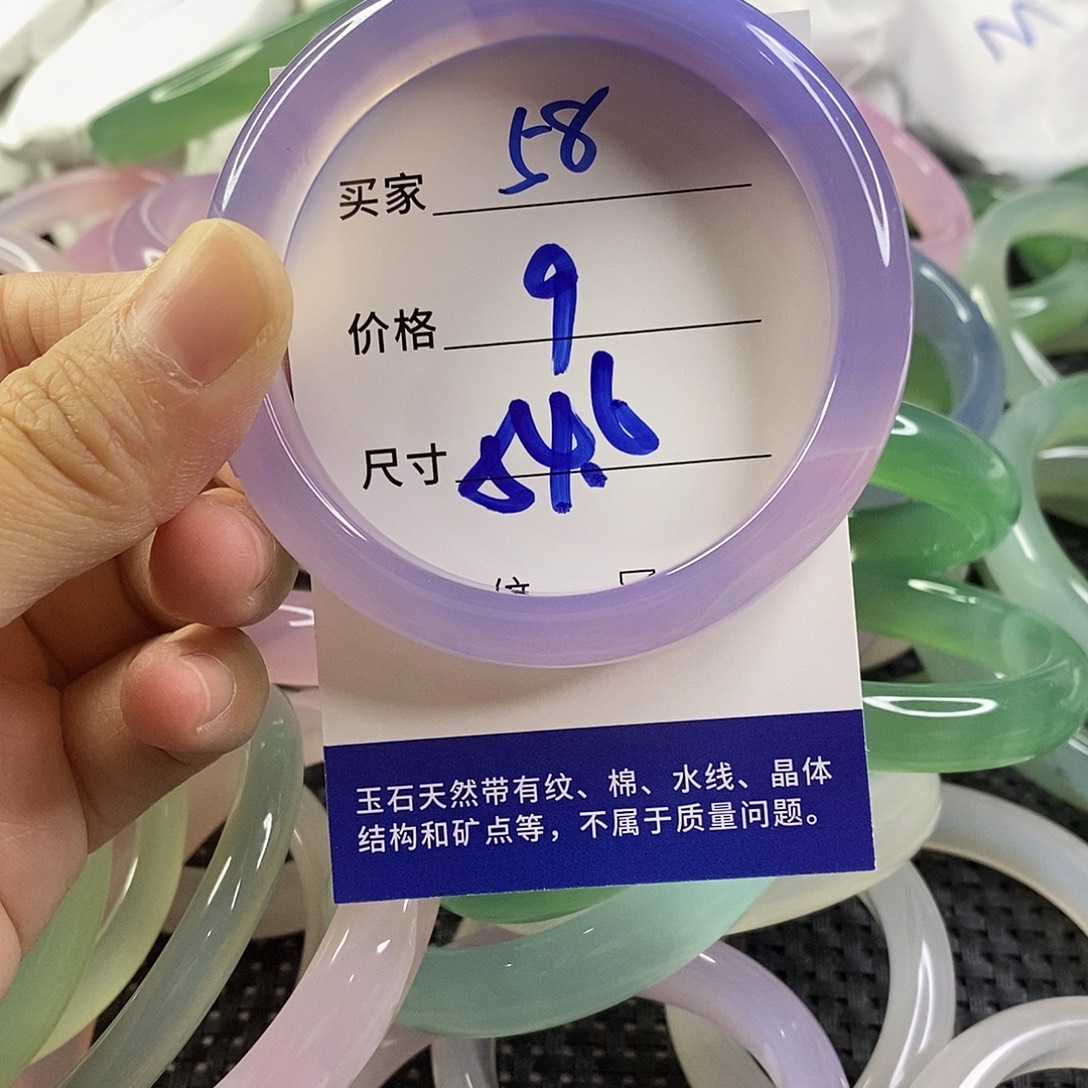 买家 58
价格 9
尺寸 54.6
玉石天然带有纹、棉、水线、晶体
结构和矿点等，不属于质量问题。